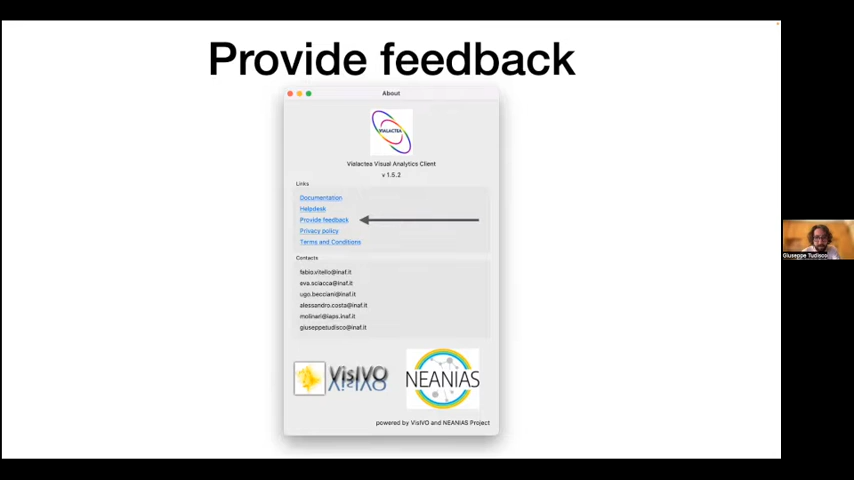 Provide feedback
About
VIALACTEA
Vialactea Visual Analytics Client
v 1.5.2
Links
Documentation
Helpdesk
Provide feedback
Privacy policy
Terms and Conditions
Contacts
fabio.vitello@inaf.it
eva.sciacca@inaf.it
ugo.becciani@inaf.it
alessandro.costa@inaf.it
molinari@iaps.inaf.it
giuseppe.tudisco@inaf.it
VisIVO
NEANIAS
powered by VisIVO and NEANIAS Project
Giuseppe Tudisco